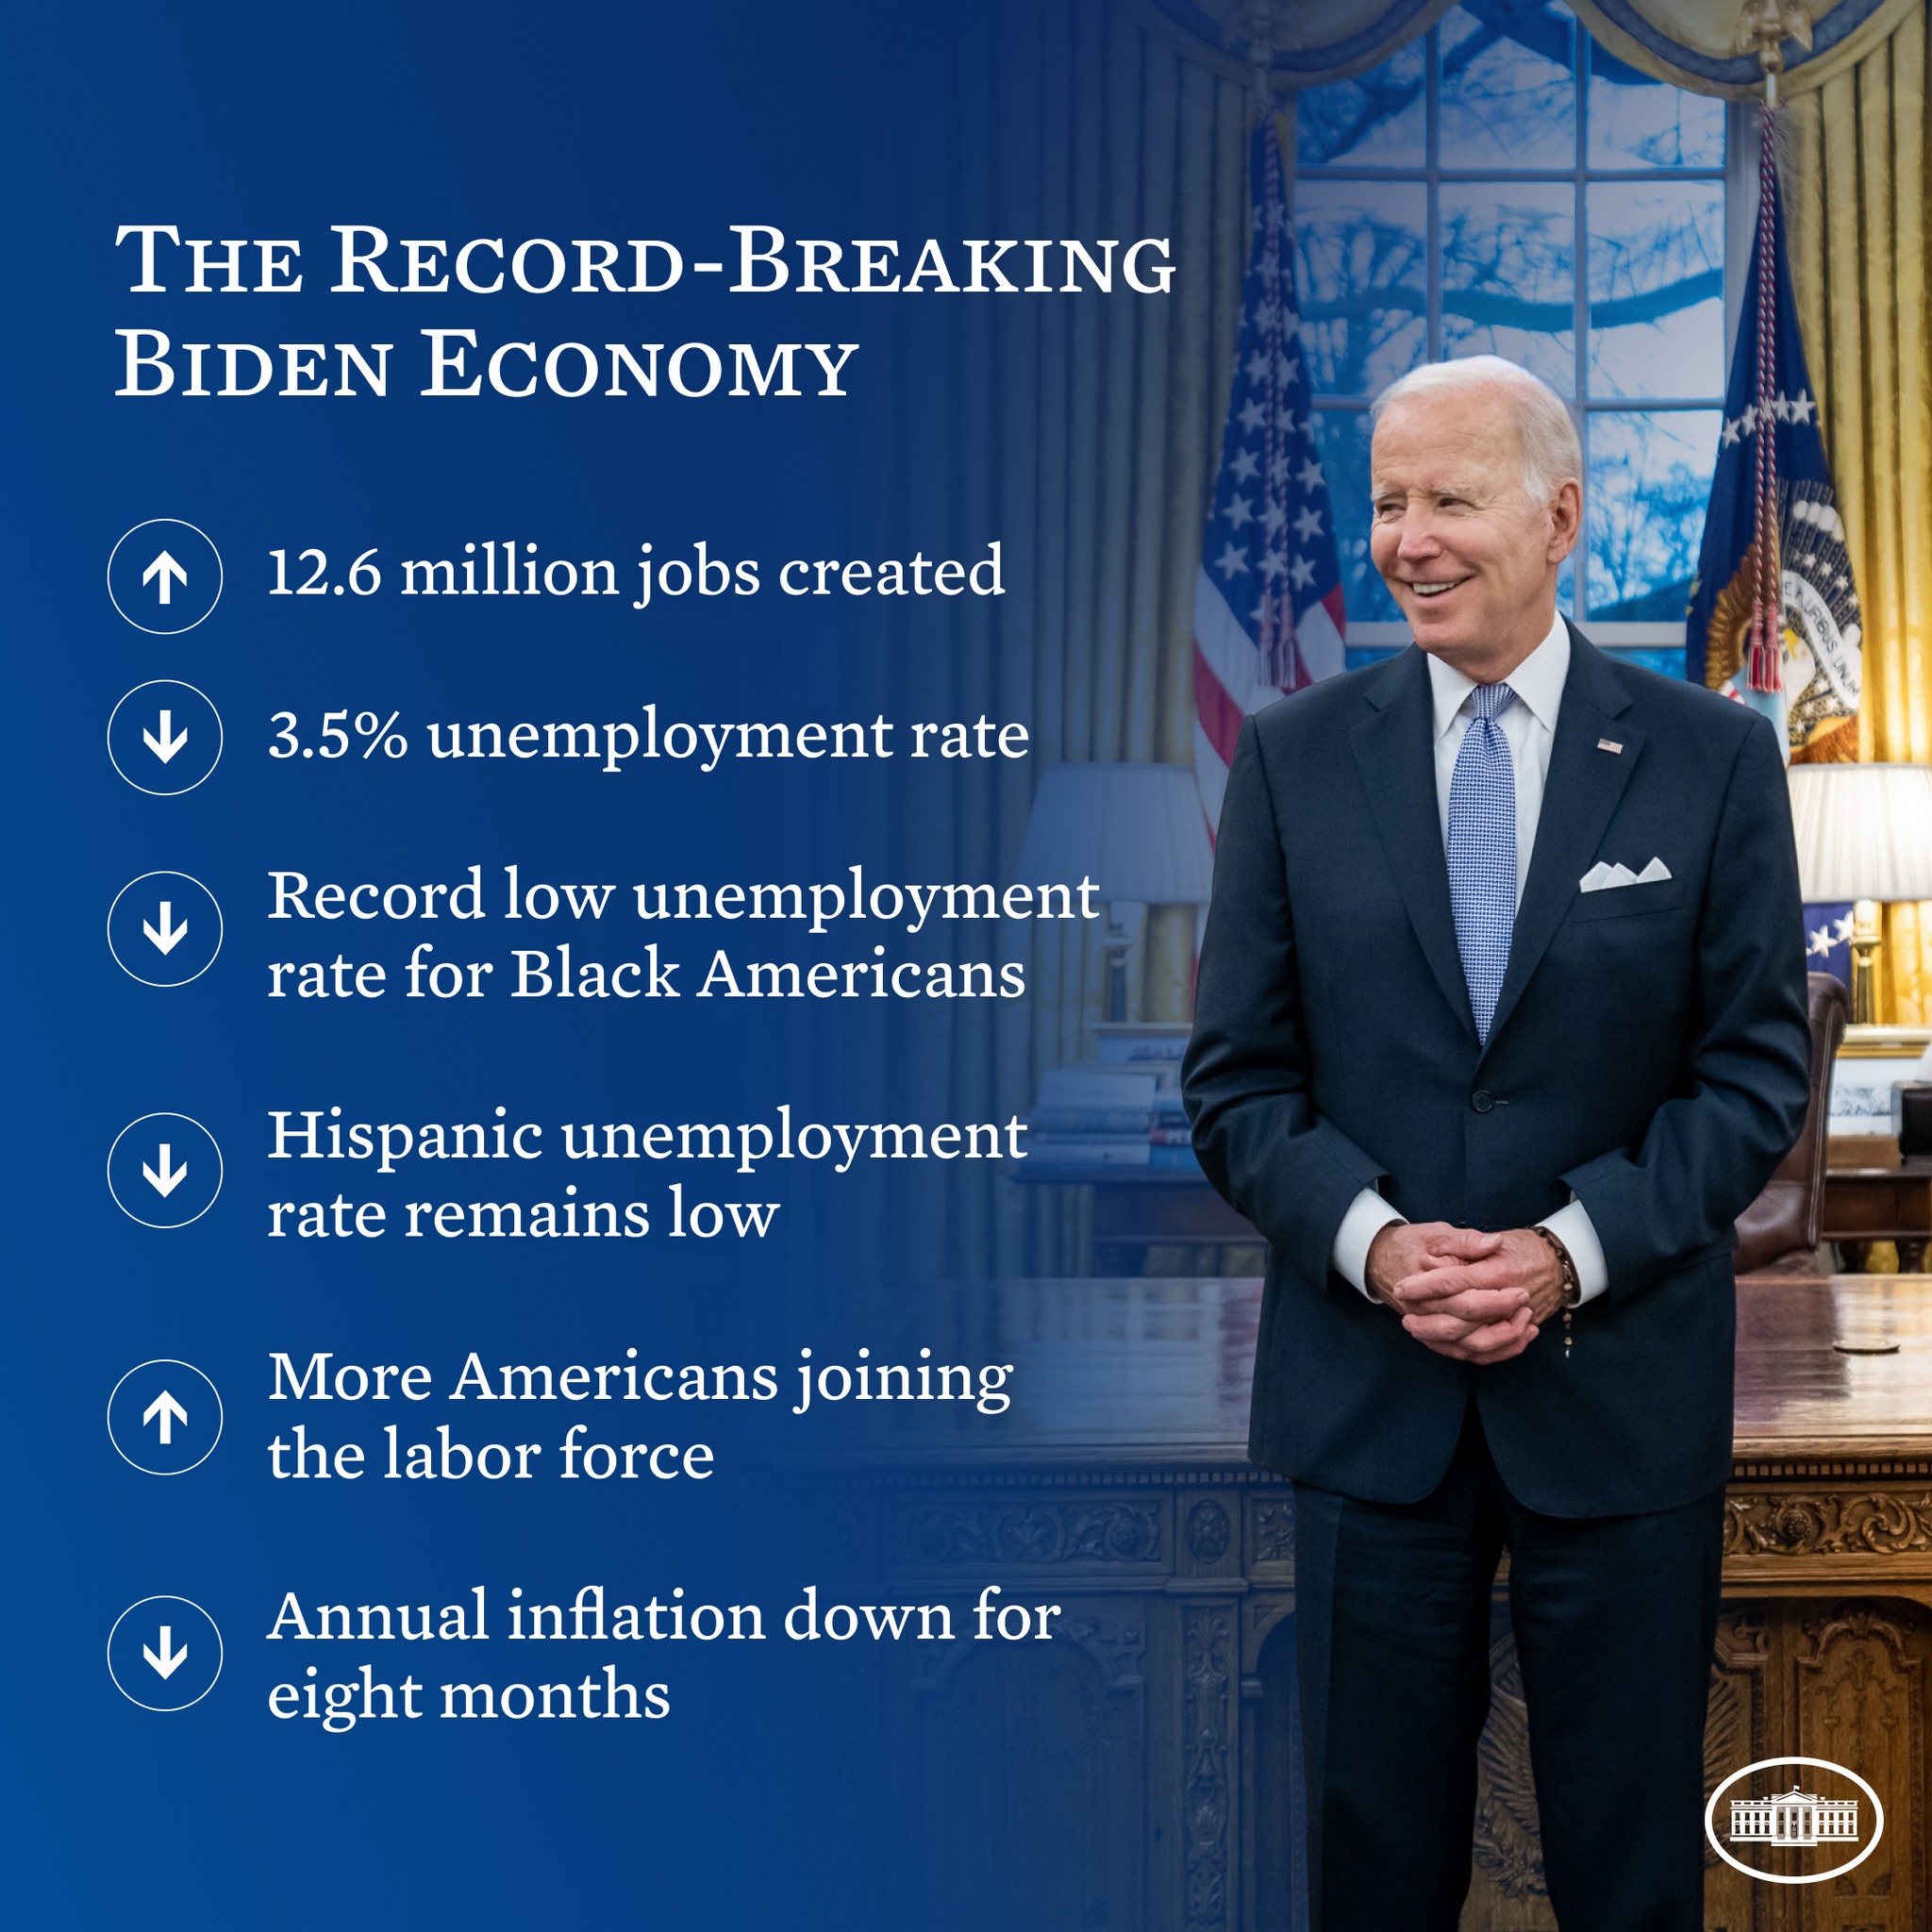 The Record-Breaking
Biden Economy
12.6 million jobs created
3.5% unemployment rate
Record low unemployment
rate for Black Americans
Hispanic unemployment
rate remains low
More Americans joining
the labor force
Annual inflation down for
eight months